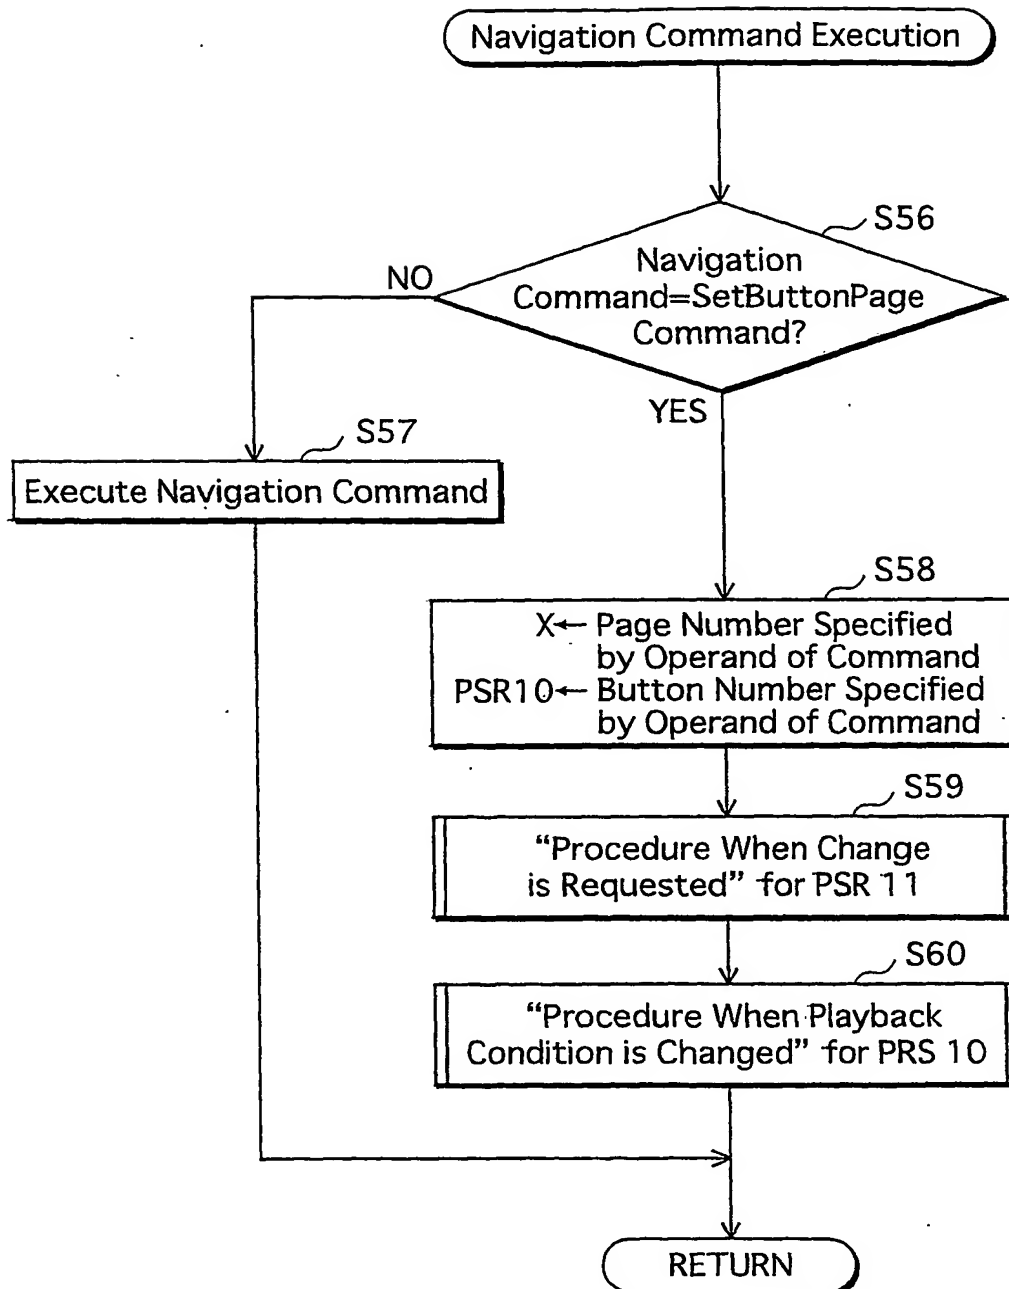 Navigation Command Execution
S56
Navigation
Command=SetButtonPage
Command?
NO
YES
S57
Execute Navigation Command
S58
X← Page Number Specified
by Operand of Command
PSR10← Button Number Specified
by Operand of Command
S59
“Procedure When Change
is Requested” for PSR 11
S60
“Procedure When Playback
Condition is Changed” for PRS 10
RETURN